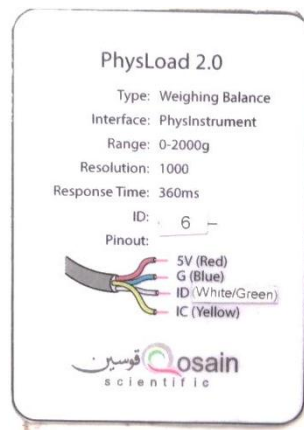 PhysLoad 2.0
Type: Weighing Balance
Interface: PhysInstrument
Range: 0-2000g
Resolution: 1000
Response Time: 360ms
ID: 6 -
Pinout:
5V (Red)
G (Blue)
ID (White/Green)
IC (Yellow)
قوسين Qosain
scientific